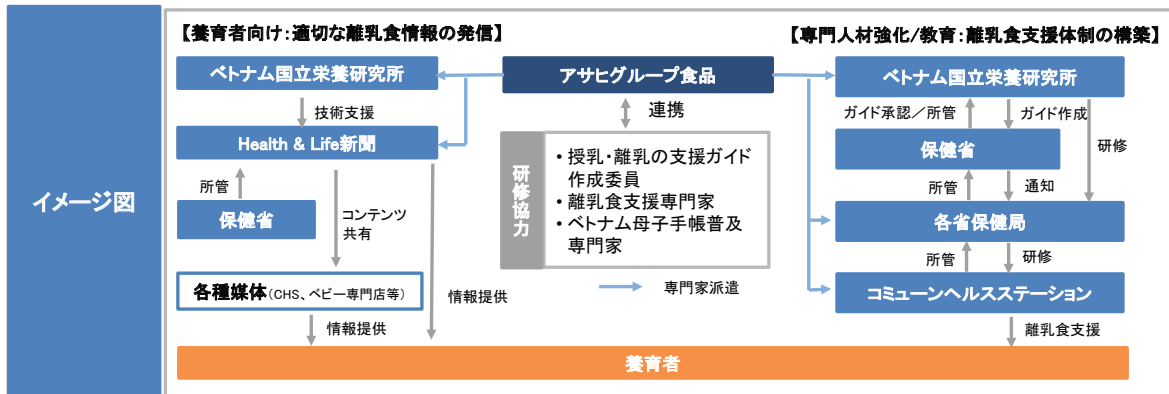 イメージ図
【養育者向け：適切な離乳食情報の発信】
ベトナム国立栄養研究所
技術支援
Health & Life新聞
所管
保健省
コンテンツ
共有
各種媒体（CHS、ベビー専門店等）
情報提供
情報提供
アサヒグループ食品
連携
研修協力
・授乳・離乳の支援ガイド
作成委員
・離乳食支援専門家
・ベトナム母子手帳普及
専門家
専門家派遣
【専門人材強化/教育：離乳食支援体制の構築】
ベトナム国立栄養研究所
ガイド承認／所管
ガイド作成
研修
保健省
所管
通知
各省保健局
所管
研修
コミューンヘルスステーション
離乳食支援
養育者